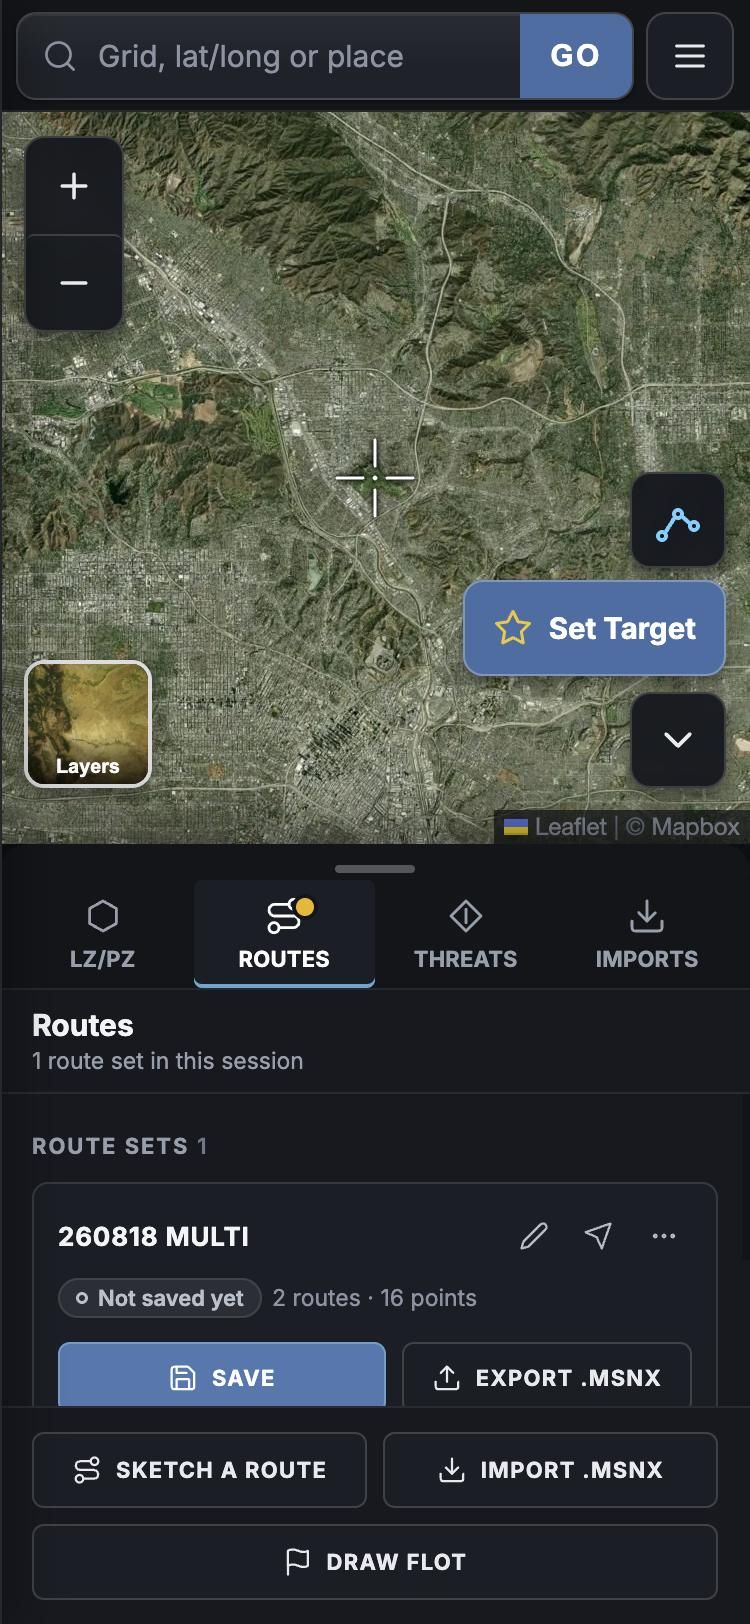 Grid, lat/long or place
GO
Set Target
Layers
Leaflet | © Mapbox
LZ/PZ
ROUTES
THREATS
IMPORTS
Routes
1 route set in this session
ROUTE SETS 1
260818 MULTI
Not saved yet
2 routes · 16 points
SAVE
EXPORT .MSNX
SKETCH A ROUTE
IMPORT .MSNX
DRAW FLOT